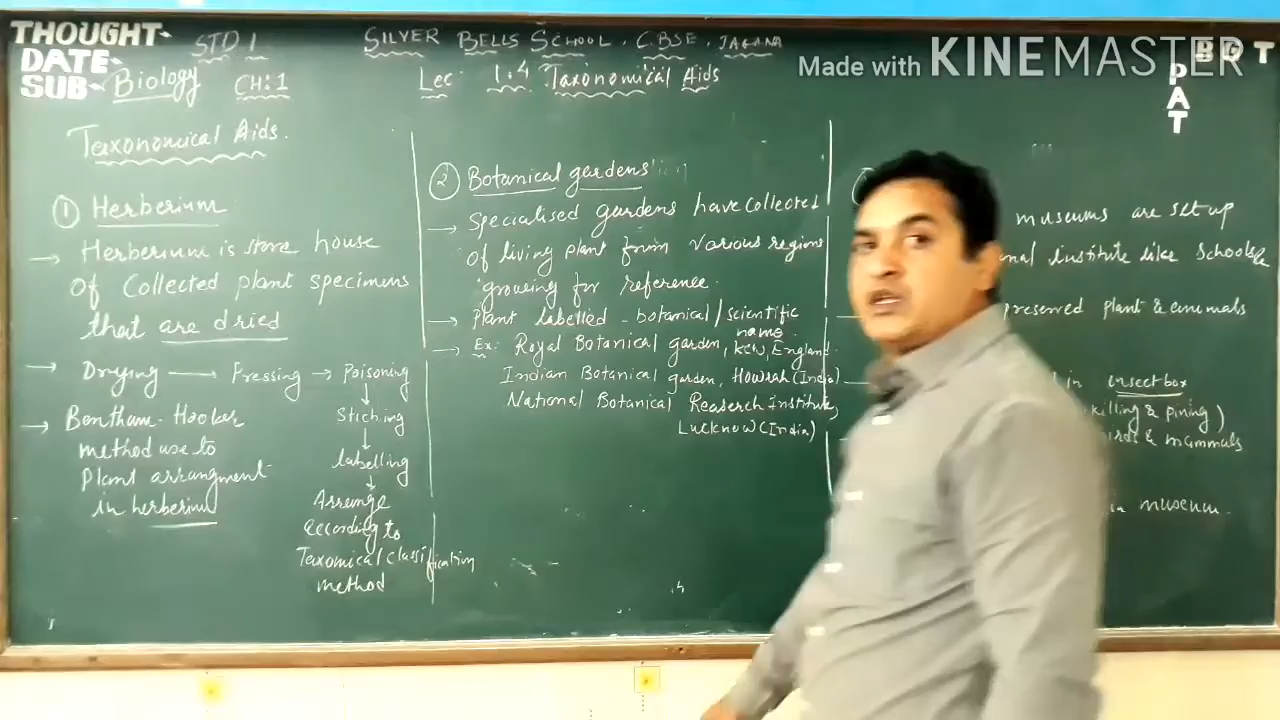 THOUGHT-
DATE-
SUB-
STD 1
SILVER BELLS SCHOOL, CBSE, JAGANA
Biology
CH:1
Lec: 1.4 Taxonomical Aids
Made with KINEMASTER
B D T
P
A
T
Taxonomical Aids.
① Herberium
→ Herberium is store house
Of Collected plant specimens
that are dried
→ Drying → Pressing → Poisoning
↓
Stiching
↓
labelling
↓
Arrange
according to
Taxomical classification
method
→ Bentham-Hooker
method use to
plant arrangment
in herberium
② Botanical gardens
→ Specialised gardens have collected
of living plant from various regions
growing for reference.
→ Plant labelled - botanical/scientific
name.
→ Ex: Royal Botanical garden, Kew, England.
Indian Botanical garden, Howrah (India)
National Botanical Reaserch Institute,
Lucknow (India)
museums are set up
institute like schools &
preserved plant & animals
in insect box
killing & pining)
& mammals
in museum.